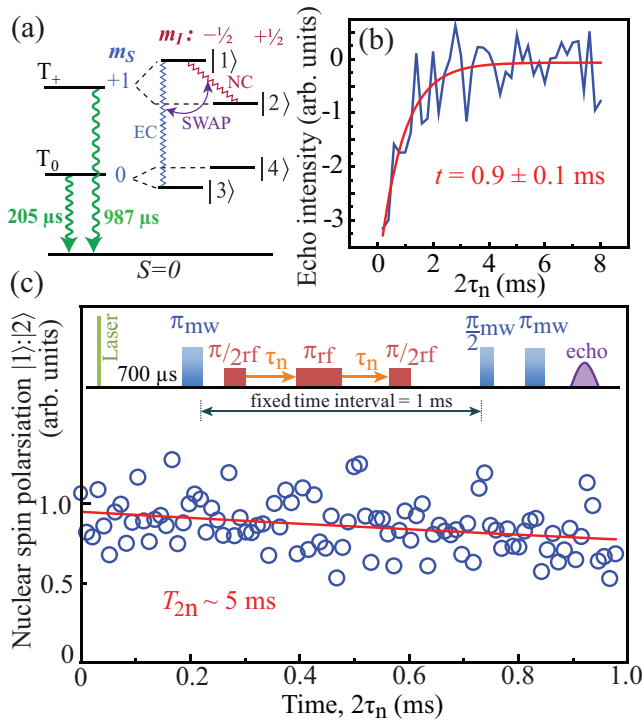 (a)
m_S
m_I: −½ +½
T₊
+1
|1⟩
NC
|2⟩
EC
SWAP
T₀
0
|4⟩
|3⟩
205 µs
987 µs
S=0
(b)
Echo intensity (arb. units)
0
-1
-2
-3
t = 0.9 ± 0.1 ms
0 2 4 6 8
2τn (ms)
(c)
Nuclear spin polarsiation |1⟩:|2⟩
(arb. units)
Laser
700 µs
πmw
π/2rf
τn
πrf
τn
π/2rf
π/2 mw
πmw
echo
fixed time interval = 1 ms
1.0
0.5
0
T2n ~ 5 ms
0 0.2 0.4 0.6 0.8 1.0
Time, 2τn (ms)